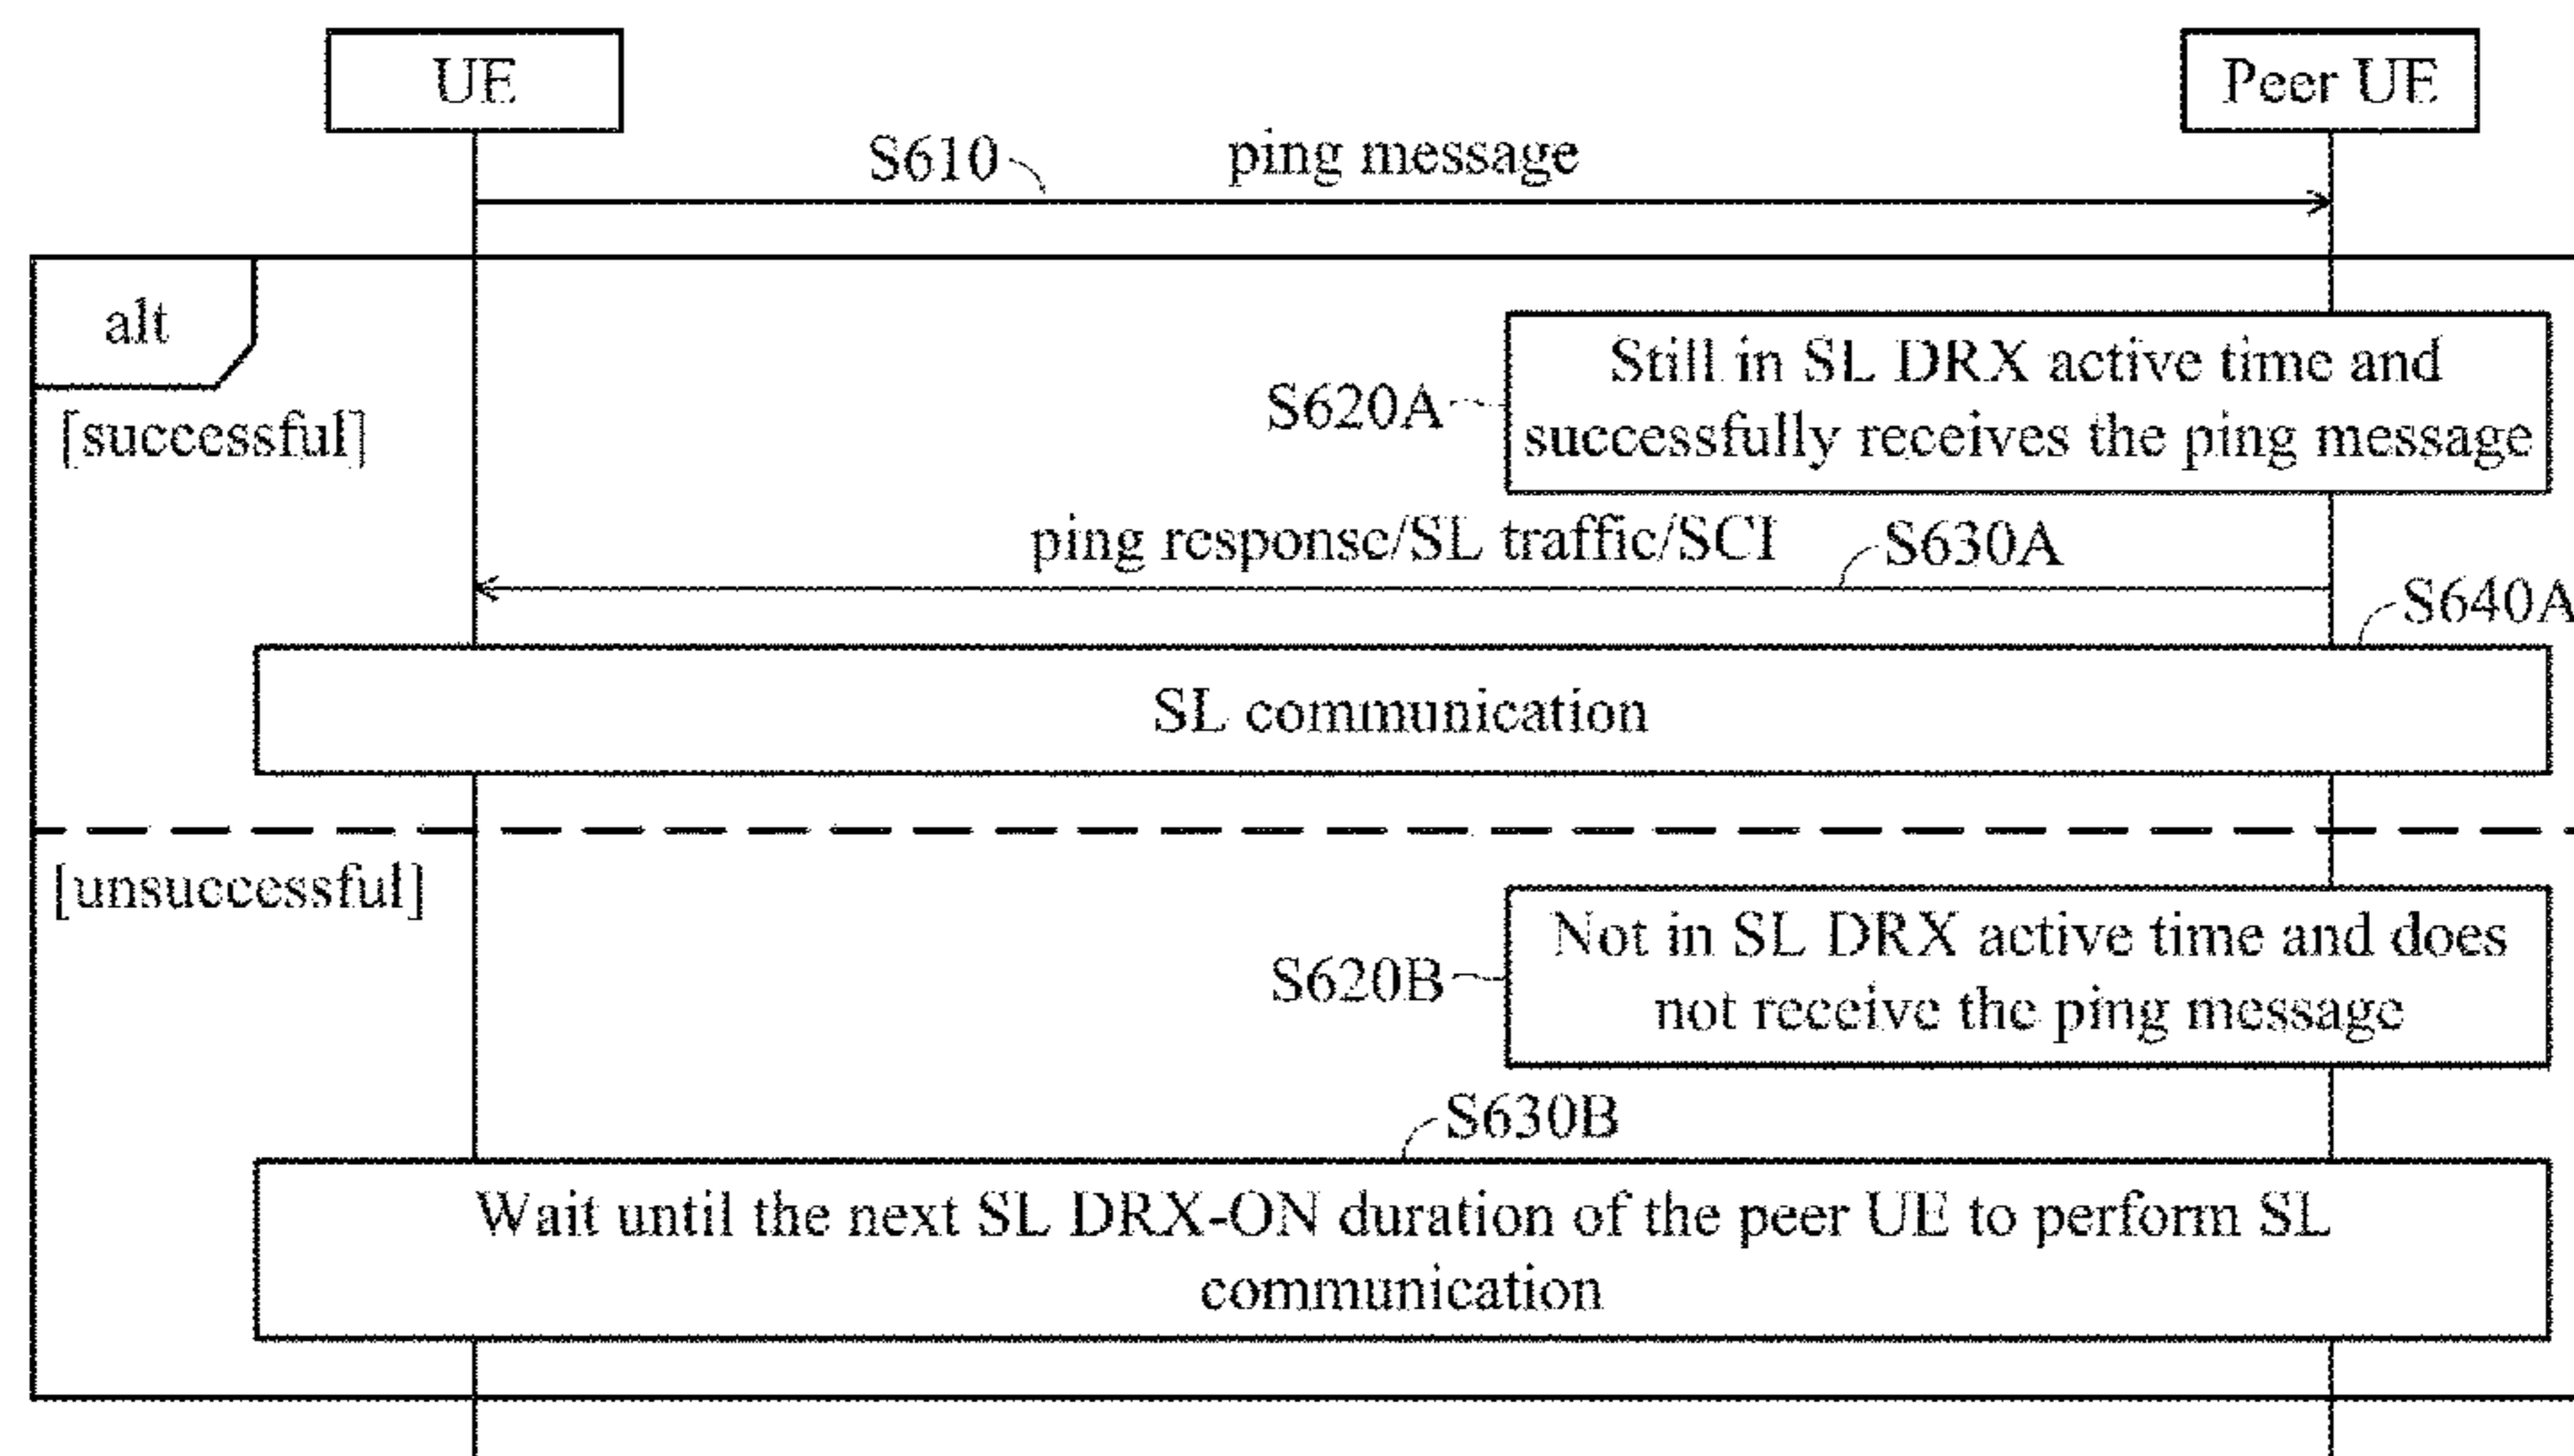 UE
Peer UE
S610
ping message
alt
[successful]
S620A
Still in SL DRX active time and
successfully receives the ping message
ping response/SL traffic/SCI
S630A
S640A
SL communication
[unsuccessful]
S620B
Not in SL DRX active time and does
not receive the ping message
S630B
Wait until the next SL DRX-ON duration of the peer UE to perform SL
communication